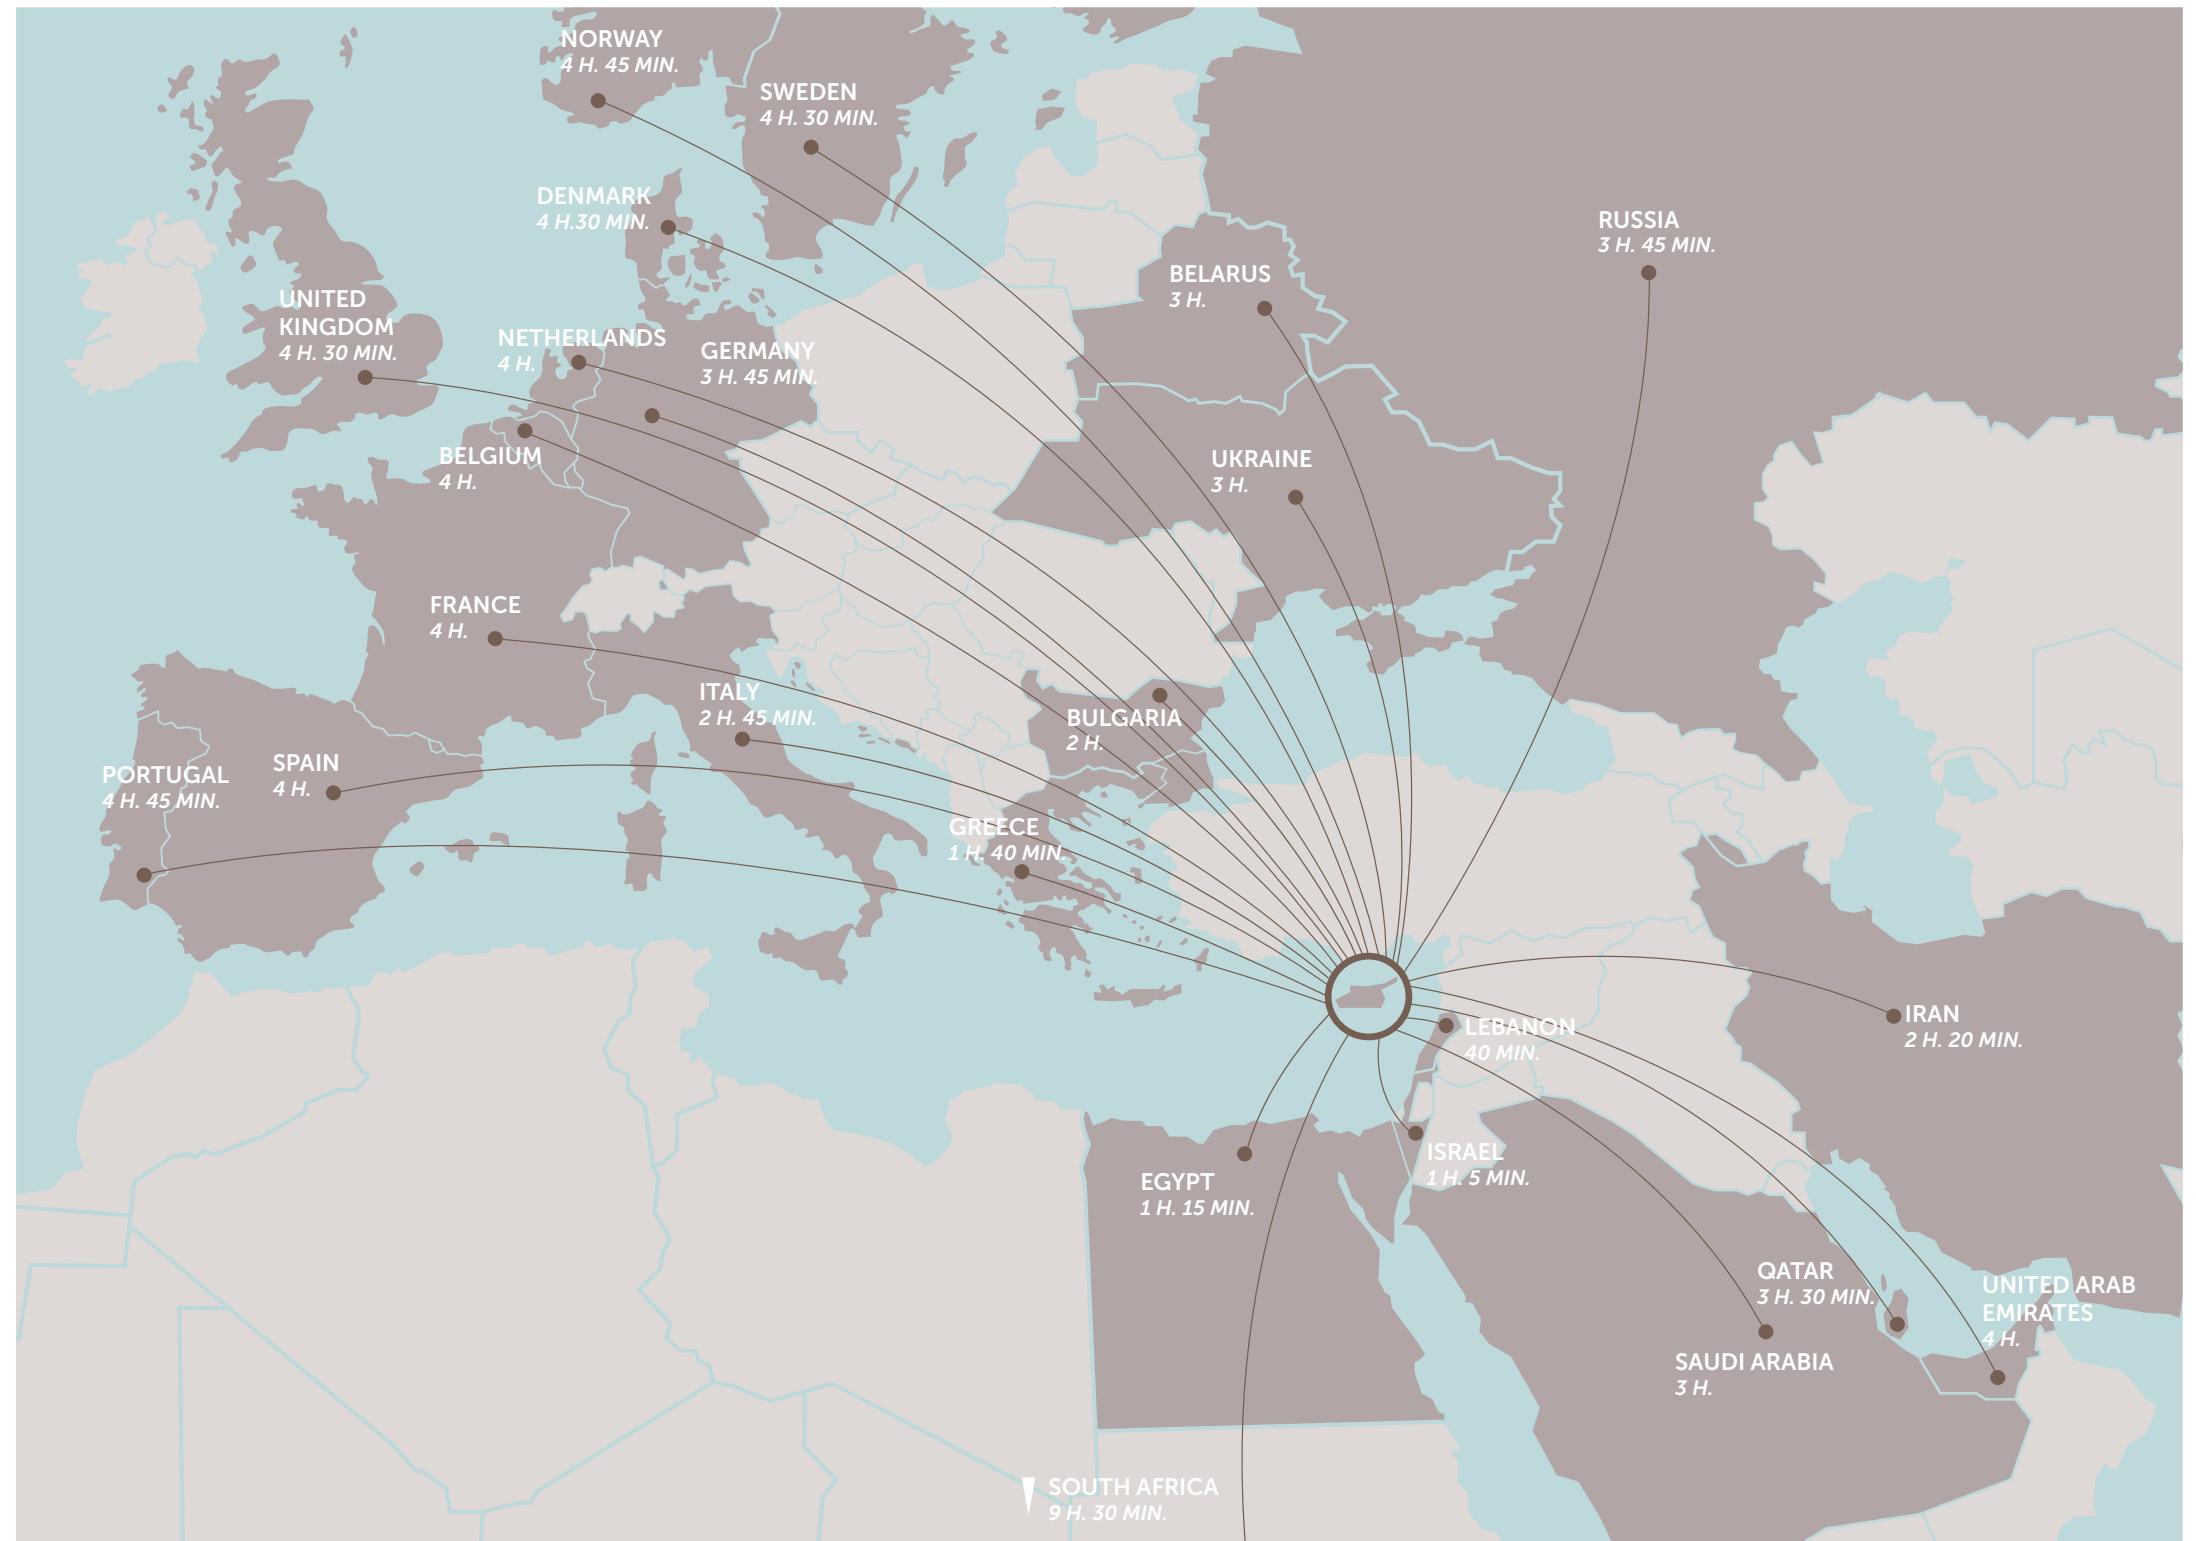 NORWAY
4 H. 45 MIN.
SWEDEN
4 H. 30 MIN.
DENMARK
4 H.30 MIN.
RUSSIA
3 H. 45 MIN.
BELARUS
3 H.
UNITED
KINGDOM
4 H. 30 MIN.
NETHERLANDS
4 H.
GERMANY
3 H. 45 MIN.
BELGIUM
4 H.
UKRAINE
3 H.
FRANCE
4 H.
ITALY
2 H. 45 MIN.
BULGARIA
2 H.
PORTUGAL
4 H. 45 MIN.
SPAIN
4 H.
GREECE
1 H. 40 MIN.
IRAN
2 H. 20 MIN.
LEBANON
40 MIN.
ISRAEL
1 H. 5 MIN.
EGYPT
1 H. 15 MIN.
QATAR
3 H. 30 MIN.
UNITED ARAB
EMIRATES
4 H.
SAUDI ARABIA
3 H.
SOUTH AFRICA
9 H. 30 MIN.